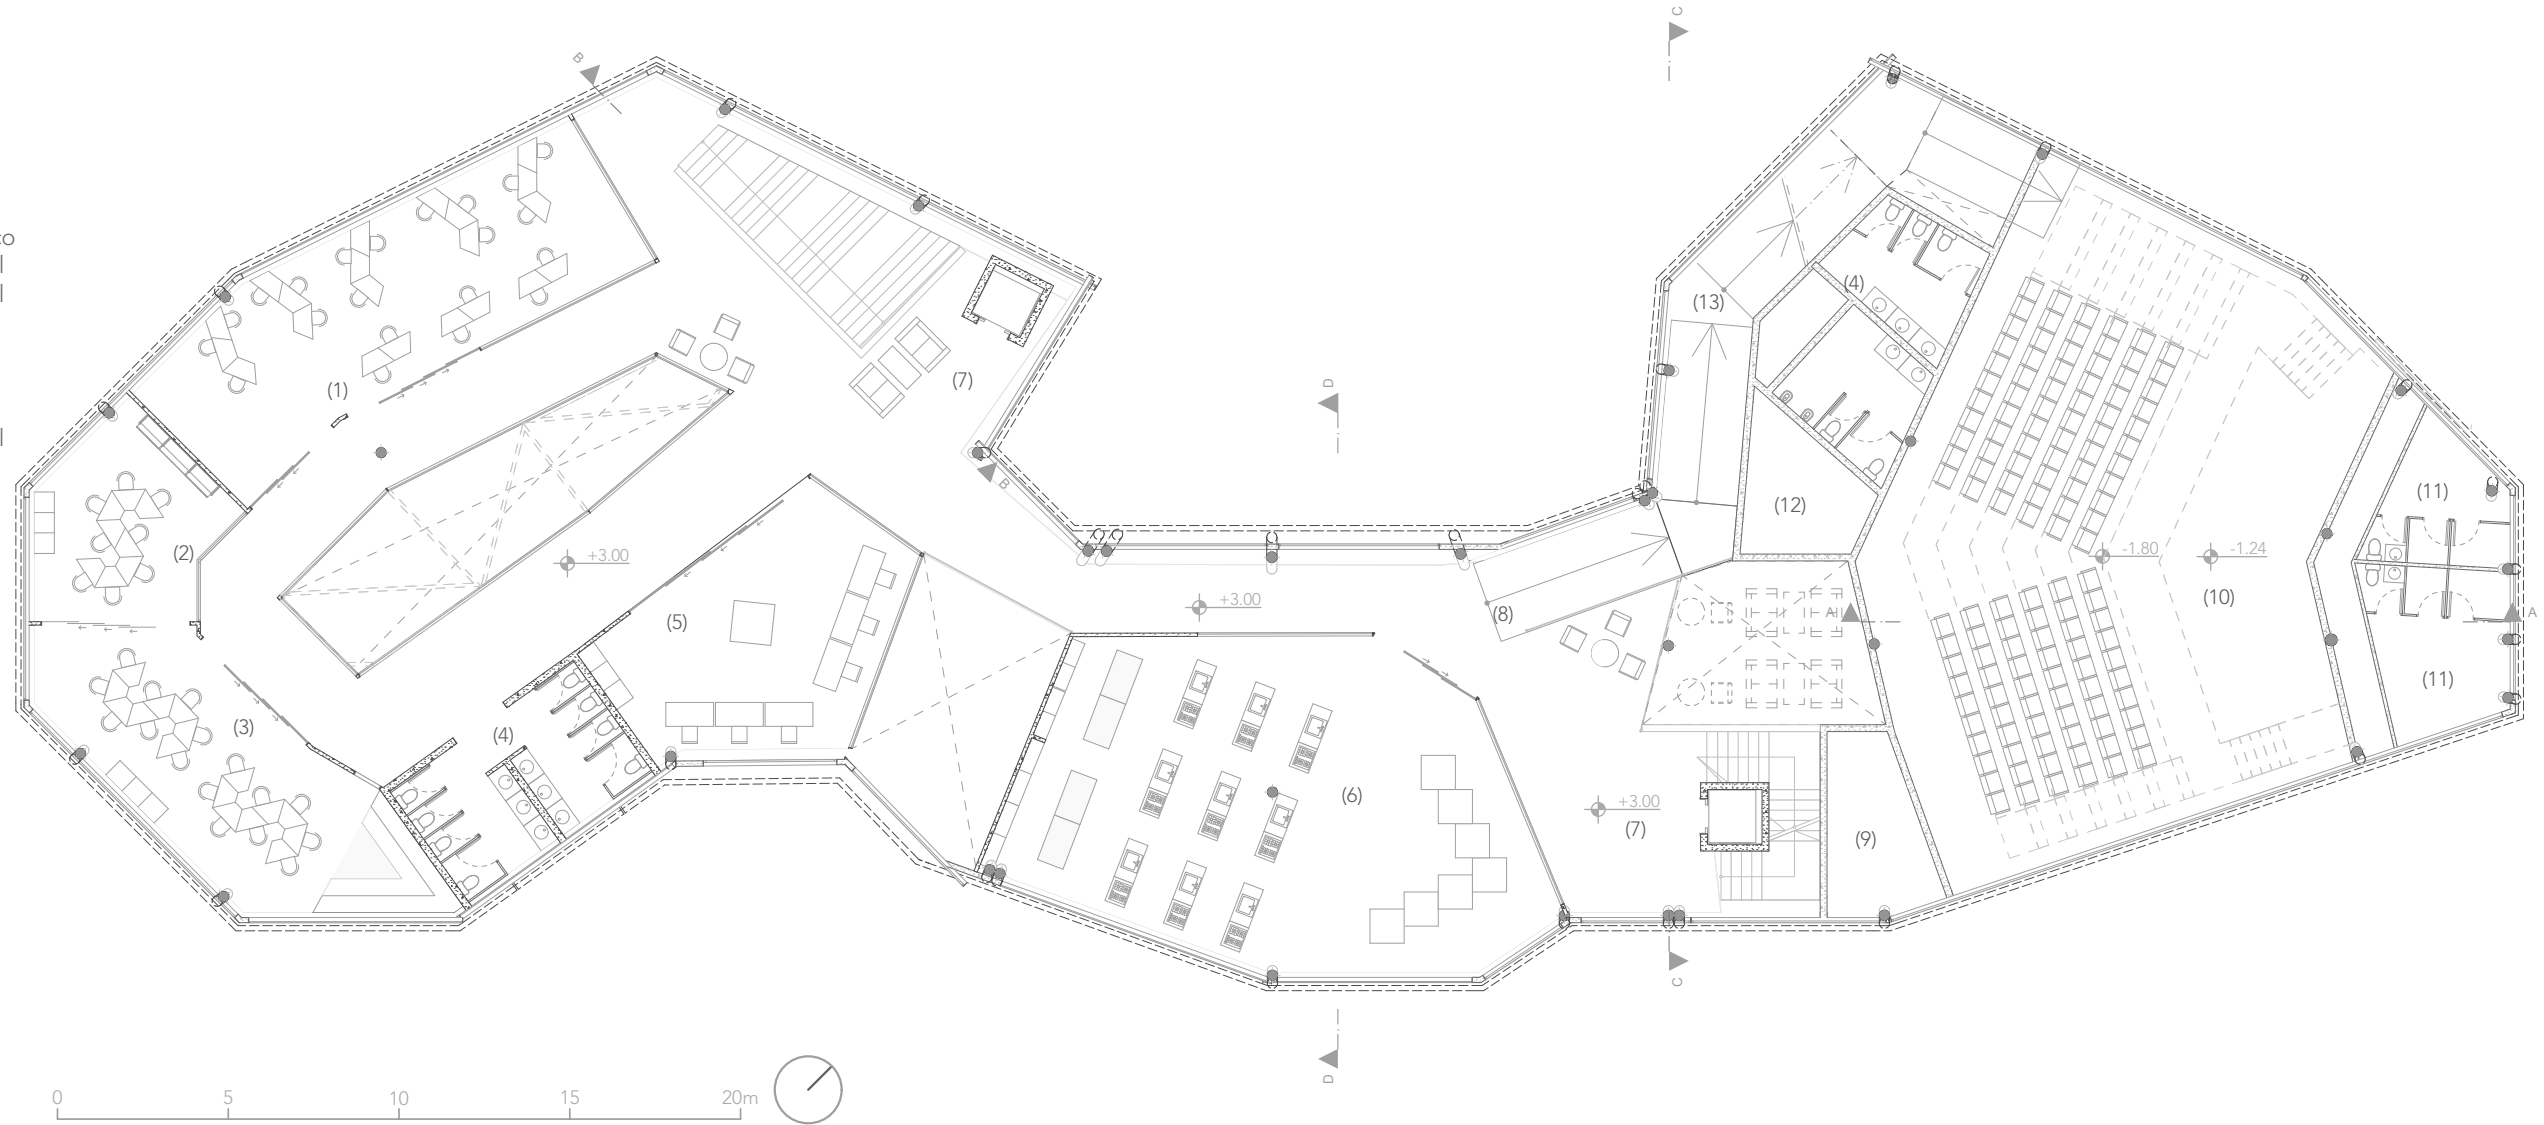 C
B
CO
(4)
(13)
D
(7)
(1)
B
(11)
(12)
(2)
+3.00
-1.80
-1.24
(10)
+3.00
(5)
(8)
A
A
(11)
(3)
(4)
(6)
+3.00
(7)
(9)
C
D
0
5
10
15
20m